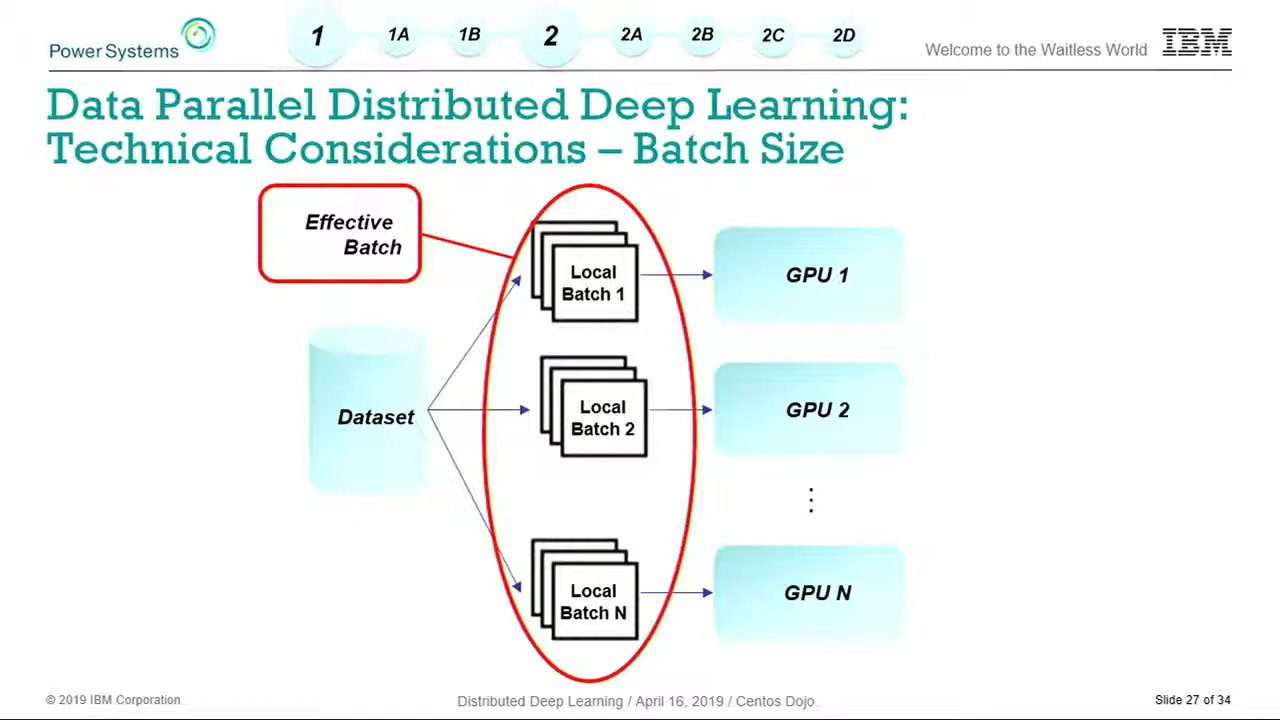 Power Systems
1 1A 1B 2 2A 2B 2C 2D
Welcome to the Waitless World IBM
Data Parallel Distributed Deep Learning:
Technical Considerations – Batch Size
Effective
Batch
Local
Batch 1
GPU 1
Dataset
Local
Batch 2
GPU 2
⋮
Local
Batch N
GPU N
© 2019 IBM Corporation
Distributed Deep Learning / April 16, 2019 / Centos Dojo
Slide 27 of 34